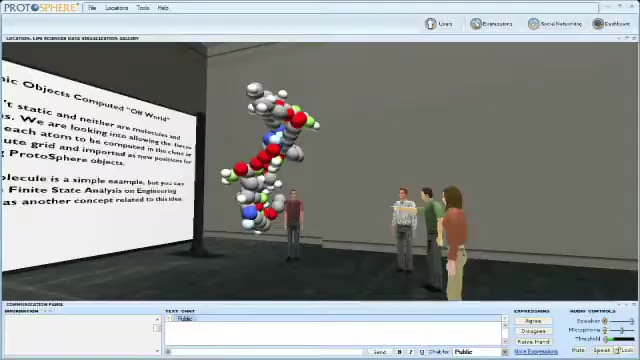 PROTOSPHERE
File Locations Tools Help
Users Expressions Social Networking Dashboard
LOCATION: LIFE SCIENCES DATA VISUALIZATION GALLERY
ic Objects Computed "Off World"
't static and neither are molecules and
s. We are looking into allowing the forces
each atom to be computed in the cloud or
ute grid and imported as new positions for
g ProtoSphere objects.
olecule is a simple example, but you can
Finite State Analysis on Engineering
as another concept related to this idea.
COMMUNICATION PANEL
INFORMATION
TEXT CHAT
Public
Send B I U Chat to: Public
EXPRESSIONS
Agree
Disagree
Raise Hand
More Expressions
AUDIO CONTROLS
Speaker
Microphone
Threshold
Mute Speak Lock